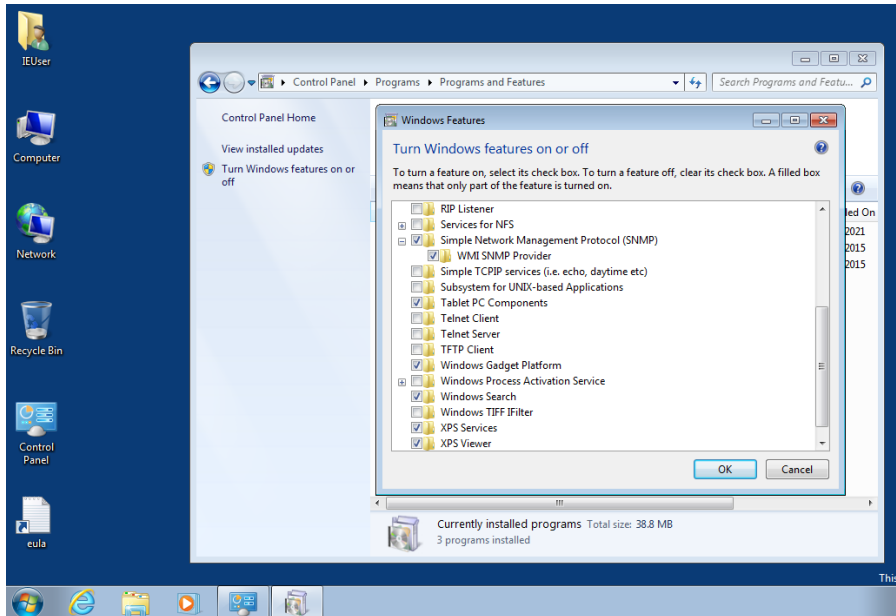 IEUser
Computer
Network
Recycle Bin
Control
Panel
eula
Control Panel
Programs
Programs and Features
Search Programs and Featu...
Control Panel Home
View installed updates
Turn Windows features on or
off
Windows Features
Turn Windows features on or off
To turn a feature on, select its check box. To turn a feature off, clear its check box. A filled box
means that only part of the feature is turned on.
RIP Listener
Services for NFS
Simple Network Management Protocol (SNMP)
WMI SNMP Provider
Simple TCPIP services (i.e. echo, daytime etc)
Subsystem for UNIX-based Applications
Tablet PC Components
Telnet Client
Telnet Server
TFTP Client
Windows Gadget Platform
Windows Process Activation Service
Windows Search
Windows TIFF IFilter
XPS Services
XPS Viewer
OK
Cancel
led On
2021
2015
2015
Currently installed programs Total size: 38.8 MB
3 programs installed
This